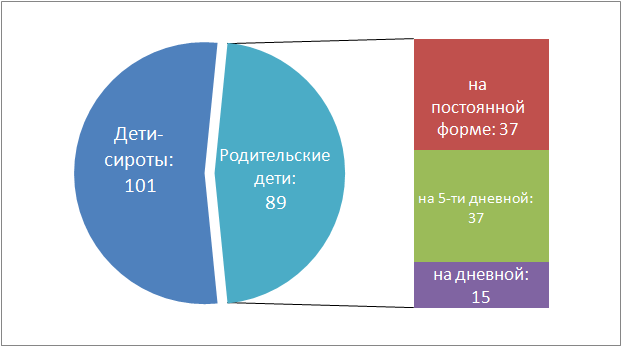 Дети-
сироты:
101
Родительские
дети:
89
на
постоянной
форме: 37
на 5-ти дневной:
37
на дневной:
15